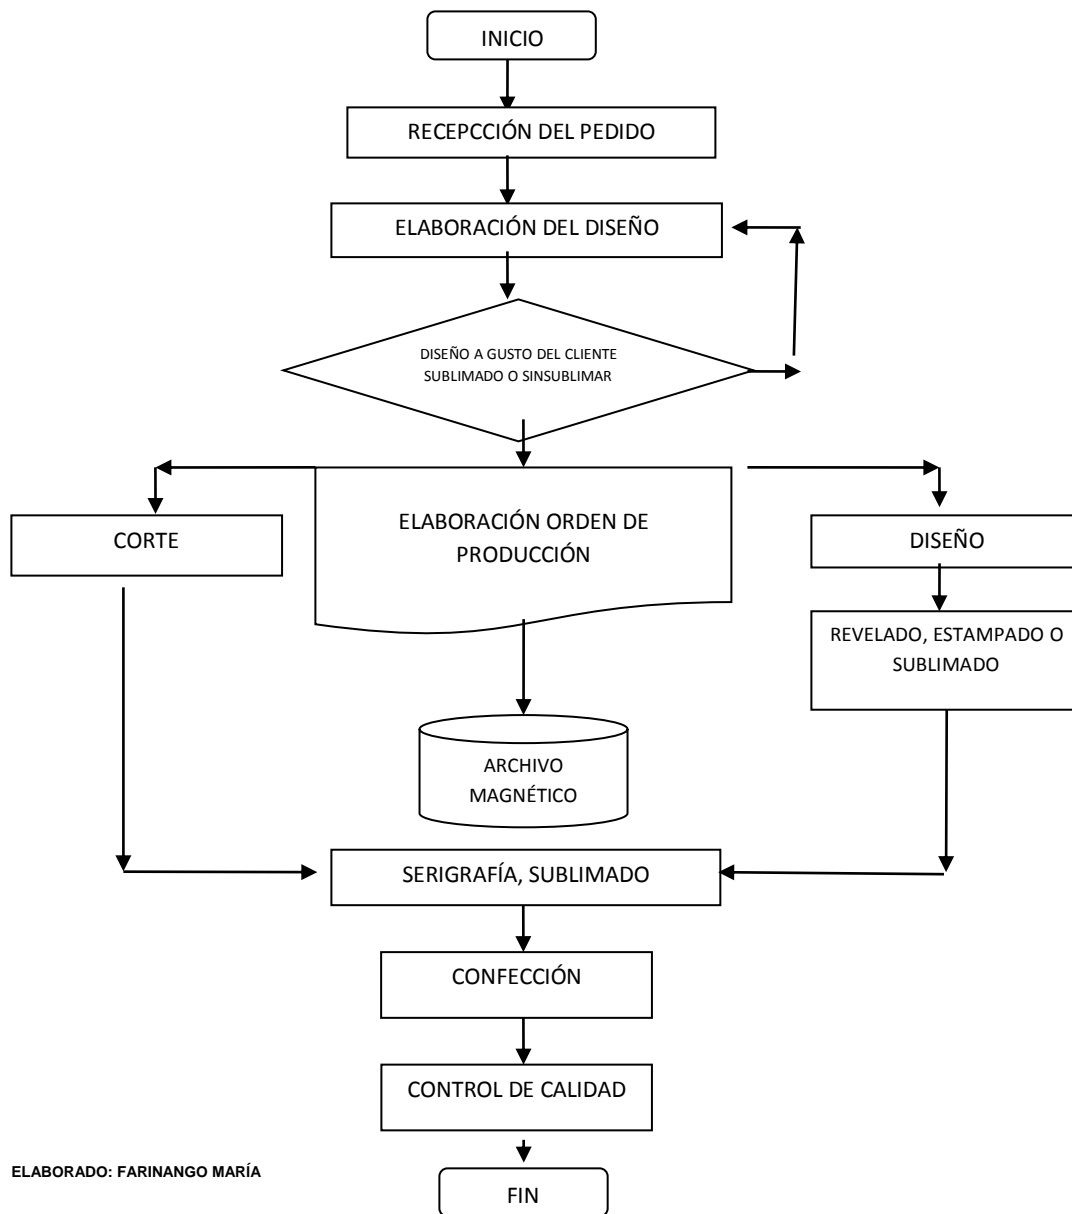 INICIO
RECEPCCIÓN DEL PEDIDO
ELABORACIÓN DEL DISEÑO
DISEÑO A GUSTO DEL CLIENTE
SUBLIMADO O SINSUBLIMAR
CORTE
ELABORACIÓN ORDEN DE
PRODUCCIÓN
DISEÑO
REVELADO, ESTAMPADO O
SUBLIMADO
ARCHIVO
MAGNÉTICO
SERIGRAFÍA, SUBLIMADO
CONFECCIÓN
CONTROL DE CALIDAD
ELABORADO: FARINANGO MARÍA
FIN